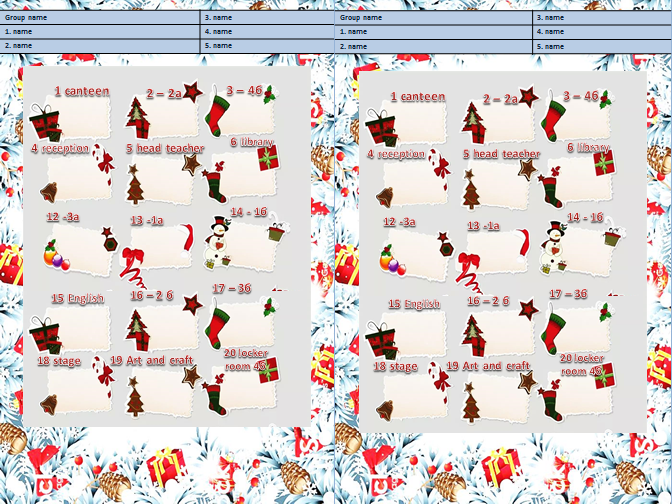 Group name 3. name
1. name 4. name
2. name 5. name
1 canteen 2 – 2a 3 – 4б
4 reception 5 head teacher 6 library
12 -3a 13 -1a 14 - 1б
15 English 16 – 2 б 17 – 3б
18 stage 19 Art and craft 20 locker
room 4б
Group name 3. name
1. name 4. name
2. name 5. name
1 canteen 2 – 2a 3 – 4б
4 reception 5 head teacher 6 library
12 -3a 13 -1a 14 - 1б
15 English 16 – 2 б 17 – 3б
18 stage 19 Art and craft 20 locker
room 4б